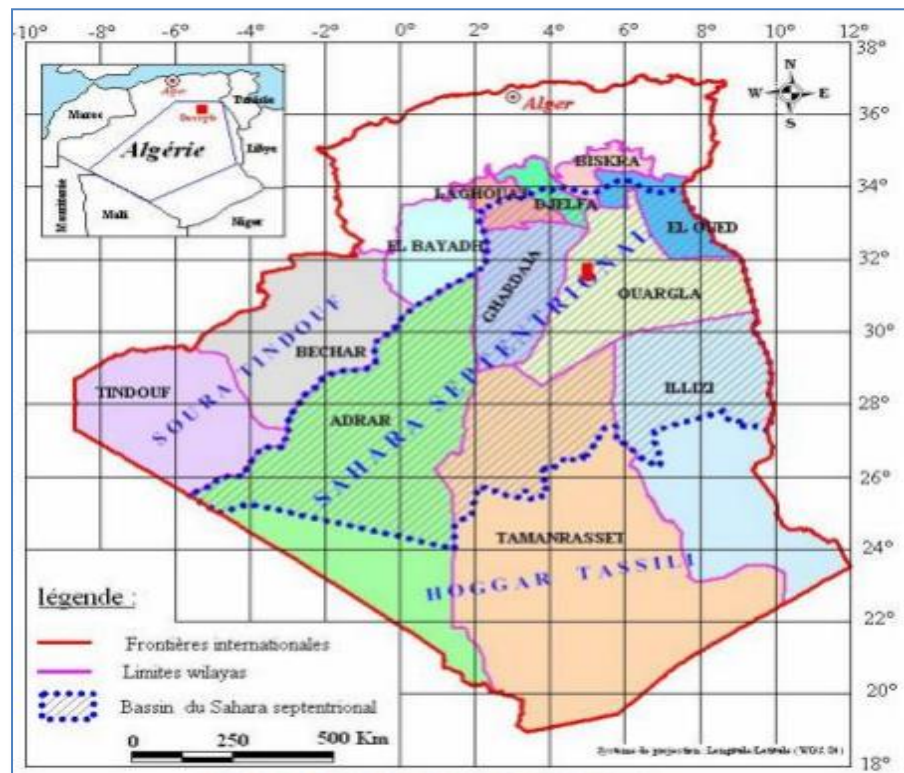 -10° -8° -6° -4° -2° 0° 2° 4° 6° 8° 10° 12°
38°
36°
34°
32°
30°
28°
26°
24°
22°
20°
18°
N
W E
S
Alger
Maroc
Tunisie
Algérie
Libye
Mali
Niger
Alger
BISKRA
LAGHOUAT
DJELFA
EL OUED
EL BAYADH
GHARDAIA
OUARGLA
BECHAR
TINDOUF
ADRAR
ILLIZI
TAMANRASSET
SOURA TINDOUF
SAHARA SEPTENTRIONAL
HOGGAR TASSILI
légende :
Frontières internationales
Limites wilayas
Bassin du Sahara septentrional
0 250 500 Km